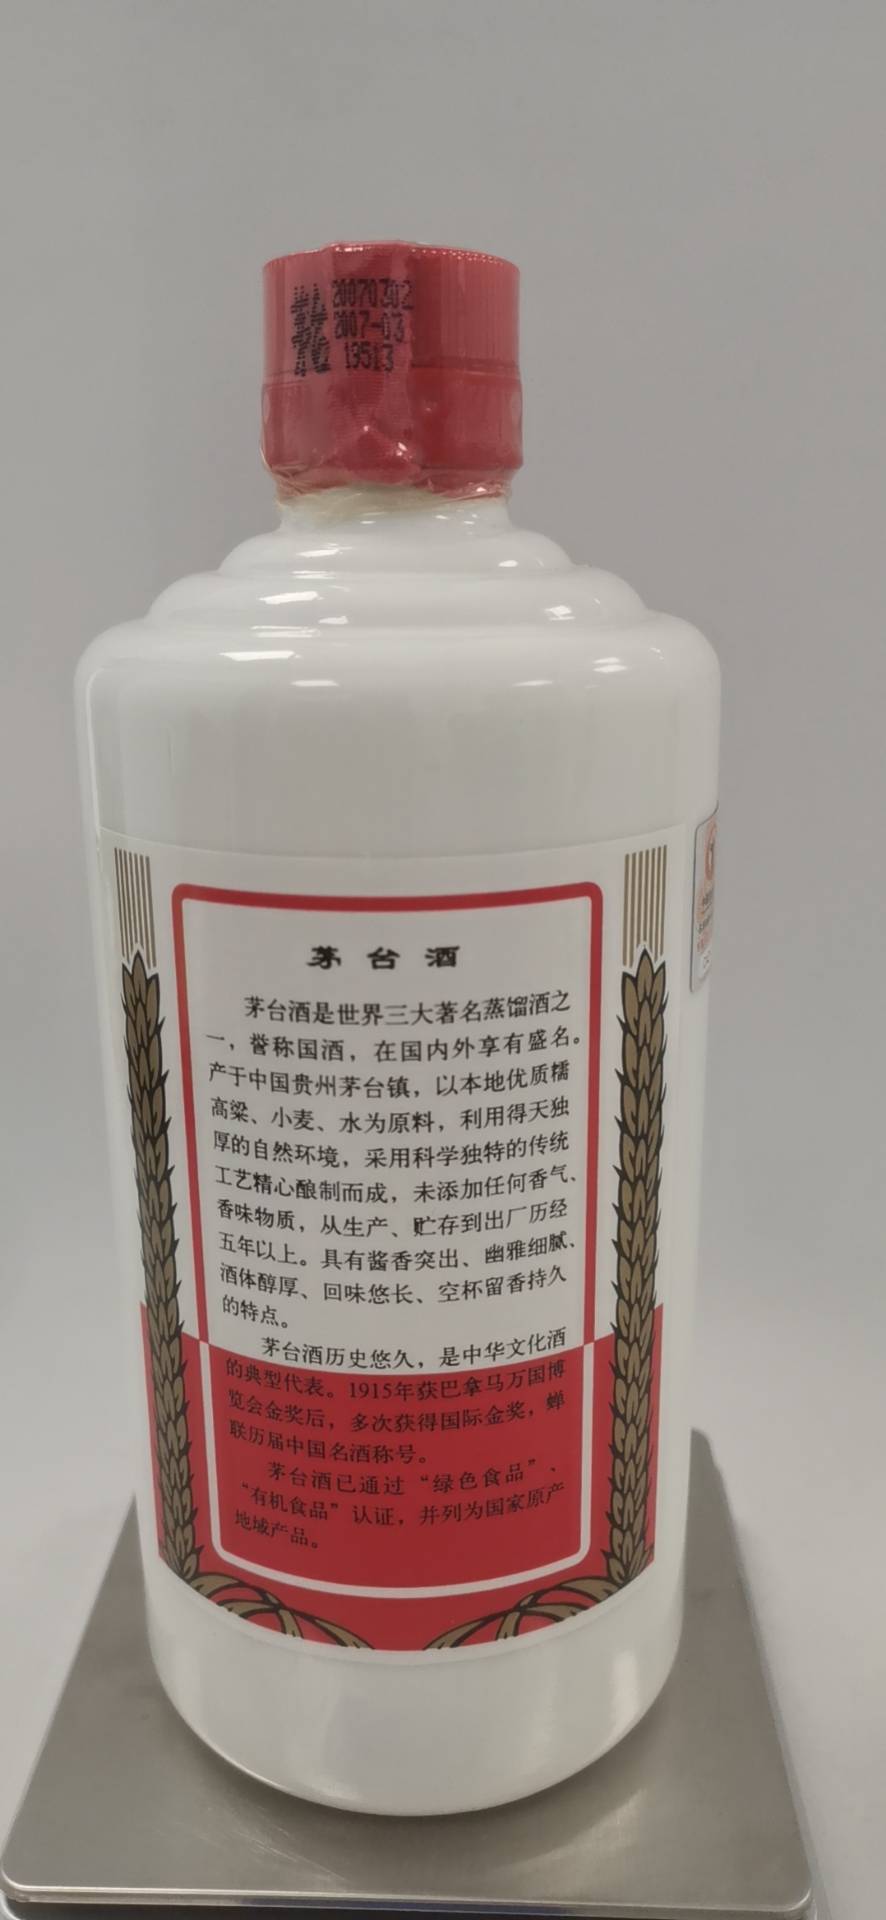 20070302
2007-03
13513
茅台酒
茅台酒是世界三大著名蒸馏酒之
一，誉称国酒，在国内外享有盛名。
产于中国贵州茅台镇，以本地优质糯
高粱、小麦、水为原料，利用得天独
厚的自然环境，采用科学独特的传统
工艺精心酿制而成，未添加任何香气、
香味物质，从生产、贮存到出厂历经
五年以上。具有酱香突出、幽雅细腻、
酒体醇厚、回味悠长、空杯留香持久
的特点。
茅台酒历史悠久，是中华文化酒
的典型代表。1915年获巴拿马万国博
览会金奖后，多次获得国际金奖，蝉
联历届中国名酒称号。
茅台酒已通过“绿色食品”、
“有机食品”认证，并列为国家原产
地域产品。